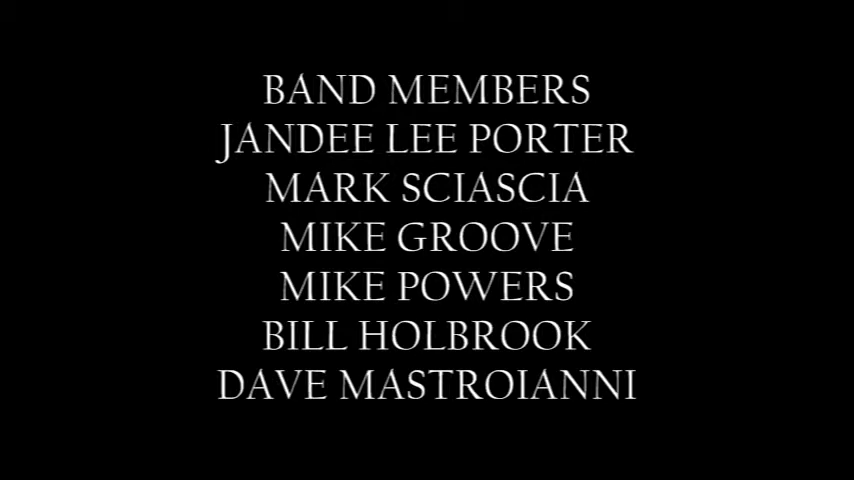 BAND MEMBERS
JANDEE LEE PORTER
MARK SCIASCIA
MIKE GROOVE
MIKE POWERS
BILL HOLBROOK
DAVE MASTROIANNI